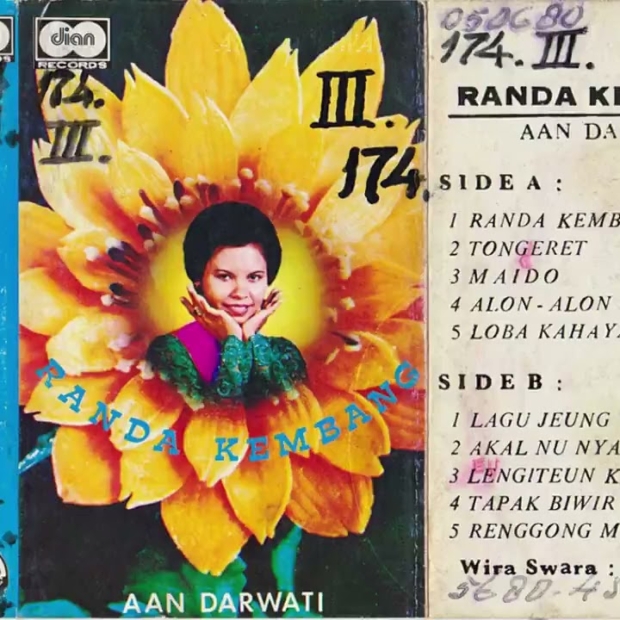 dian
RECORDS
174.
III.
III.
174.
RANDA KEMBANG
AAN DARWATI
050680
174. III.
RANDA KE
AAN DA
SIDE A :
1 RANDA KEMB
2 TONGERET
3 MAIDO
4 ALON - ALON
5 LOBA KAHAYA
SIDE B :
1 LAGU JEUNG
2 AKAL NU NYA
3 LENGITEUN K
4 TAPAK BIWIR
5 RENGGONG M
Wira Swara :